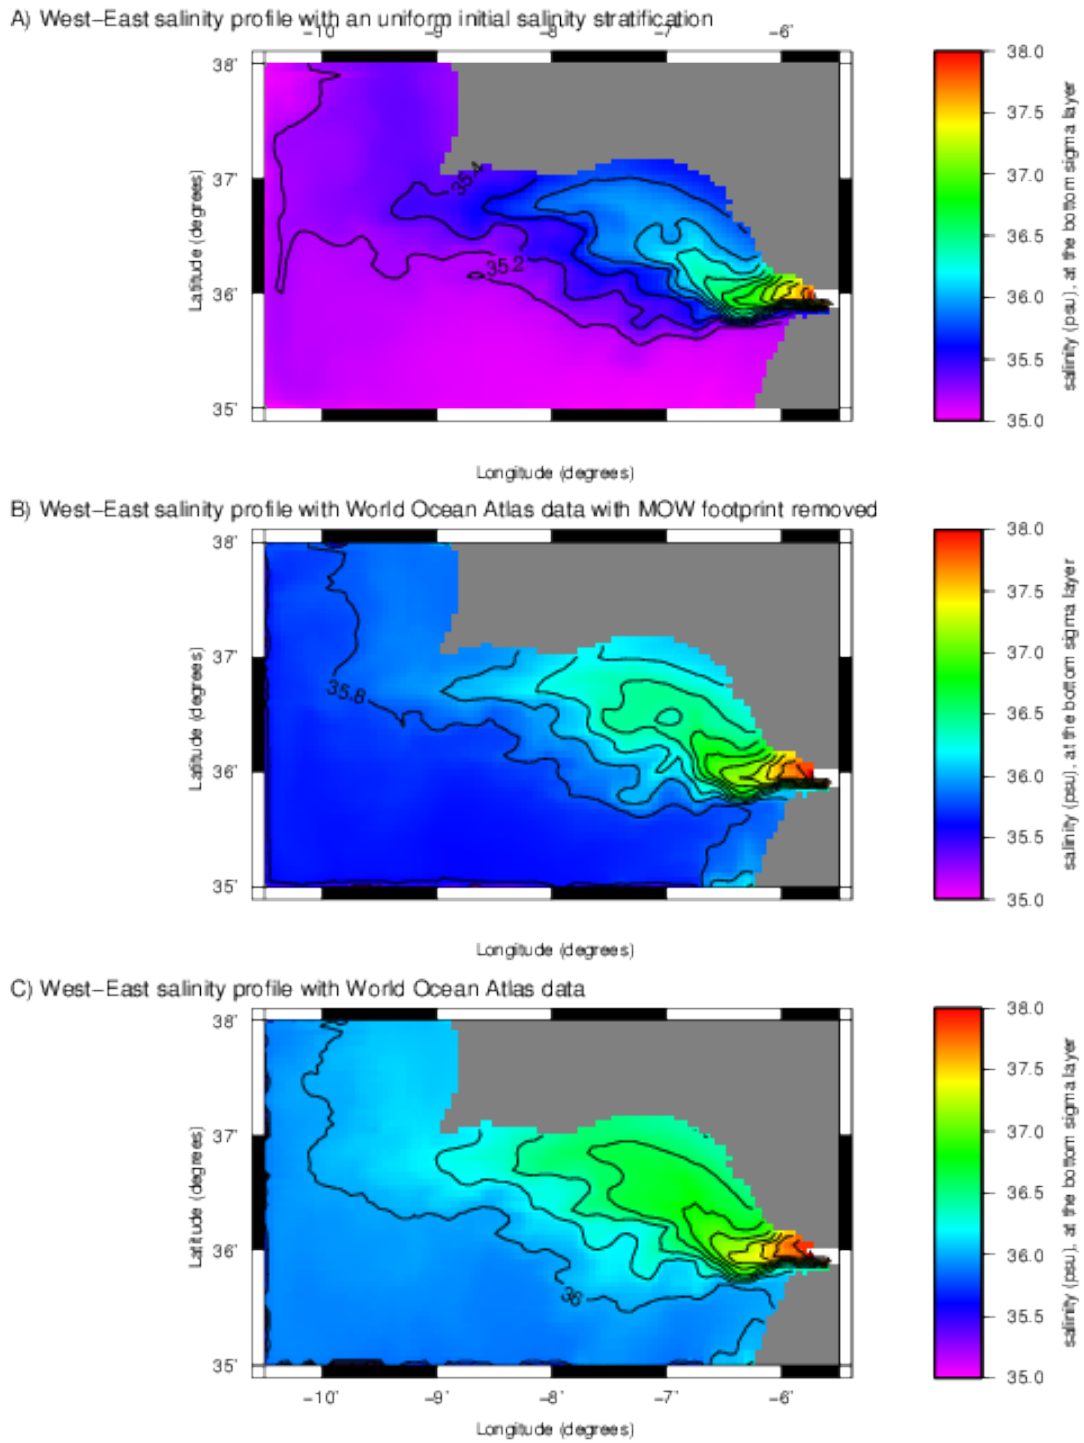 A) West–East salinity profile with an uniform initial salinity stratification
−10˚ −9˚ −8˚ −7˚ −6˚
38˚
37˚
36˚
35˚
Latitude (degrees)
35.4
35.2
Longitude (degrees)
38.0
37.5
37.0
36.5
36.0
35.5
35.0
salinity (psu), at the bottom sigma layer
B) West–East salinity profile with World Ocean Atlas data with MOW footprint removed
38˚
37˚
36˚
35˚
Latitude (degrees)
35.8
Longitude (degrees)
38.0
37.5
37.0
36.5
36.0
35.5
35.0
salinity (psu), at the bottom sigma layer
C) West–East salinity profile with World Ocean Atlas data
38˚
37˚
36˚
35˚
Latitude (degrees)
36
−10˚ −9˚ −8˚ −7˚ −6˚
Longitude (degrees)
38.0
37.5
37.0
36.5
36.0
35.5
35.0
salinity (psu), at the bottom sigma layer